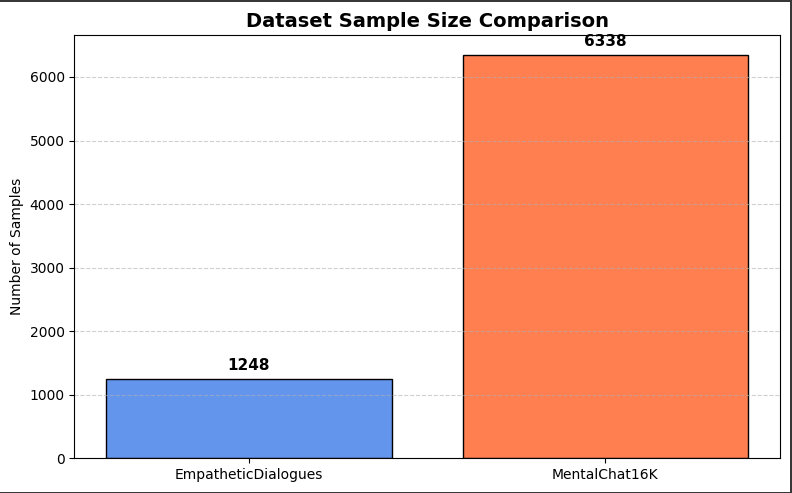 Dataset Sample Size Comparison
6338
6000
5000
4000
3000
2000
1248
1000
0
Number of Samples
EmpatheticDialogues
MentalChat16K